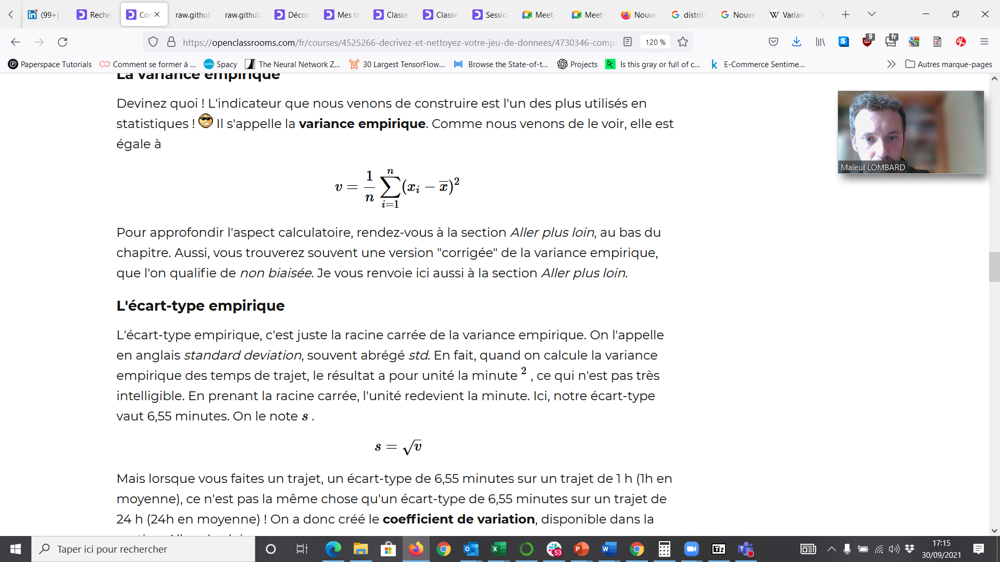 (99+)
Reche
Con
raw.github
raw.github
Décou
Mes ta
Classe
Classe
Sessio
Meet -
Meet -
Nouve
distrib
Nouve
Varian
https://openclassrooms.com/fr/courses/4525266-decrivez-et-nettoyez-votre-jeu-de-donnees/4730346-compr
120 %
9
fr
Paperspace Tutorials
Comment se former à ...
Spacy
The Neural Network Z...
30 Largest TensorFlow...
Browse the State-of-t...
Projects
Is this gray or full of c...
E-Commerce Sentime...
Autres marque-pages
La variance empirique
Devinez quoi ! L'indicateur que nous venons de construire est l'un des plus utilisés en
statistiques ! Il s'appelle la variance empirique. Comme nous venons de le voir, elle est
égale à
v = 1/n ∑_{i=1}^{n} (x_i − x̄)²
Pour approfondir l'aspect calculatoire, rendez-vous à la section Aller plus loin, au bas du
chapitre. Aussi, vous trouverez souvent une version "corrigée" de la variance empirique,
que l'on qualifie de non biaisée. Je vous renvoie ici aussi à la section Aller plus loin.
L'écart-type empirique
L'écart-type empirique, c'est juste la racine carrée de la variance empirique. On l'appelle
en anglais standard deviation, souvent abrégé std. En fait, quand on calcule la variance
empirique des temps de trajet, le résultat a pour unité la minute ² , ce qui n'est pas très
intelligible. En prenant la racine carrée, l'unité redevient la minute. Ici, notre écart-type
vaut 6,55 minutes. On le note s .
s = √v
Mais lorsque vous faites un trajet, un écart-type de 6,55 minutes sur un trajet de 1 h (1h en
moyenne), ce n'est pas la même chose qu'un écart-type de 6,55 minutes sur un trajet de
24 h (24h en moyenne) ! On a donc créé le coefficient de variation, disponible dans la
Maïeul LOMBARD
Taper ici pour rechercher
53
7z
17:15
30/09/2021